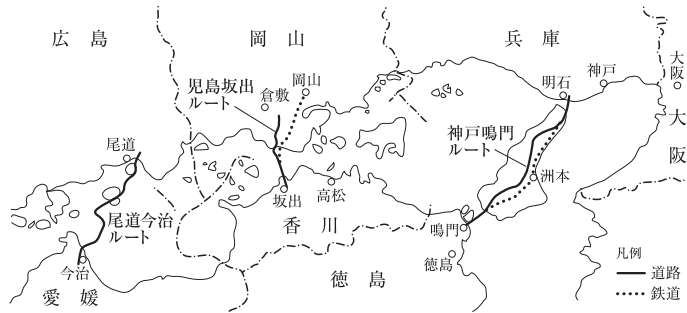 広島
岡山
兵庫
大阪
神戸
明石
岡山
倉敷
児島坂出
ルート
神戸鳴門
ルート
大阪
尾道
洲本
坂出
高松
尾道今治
ルート
香川
鳴門
今治
徳島
徳島
愛媛
凡例
道路
鉄道